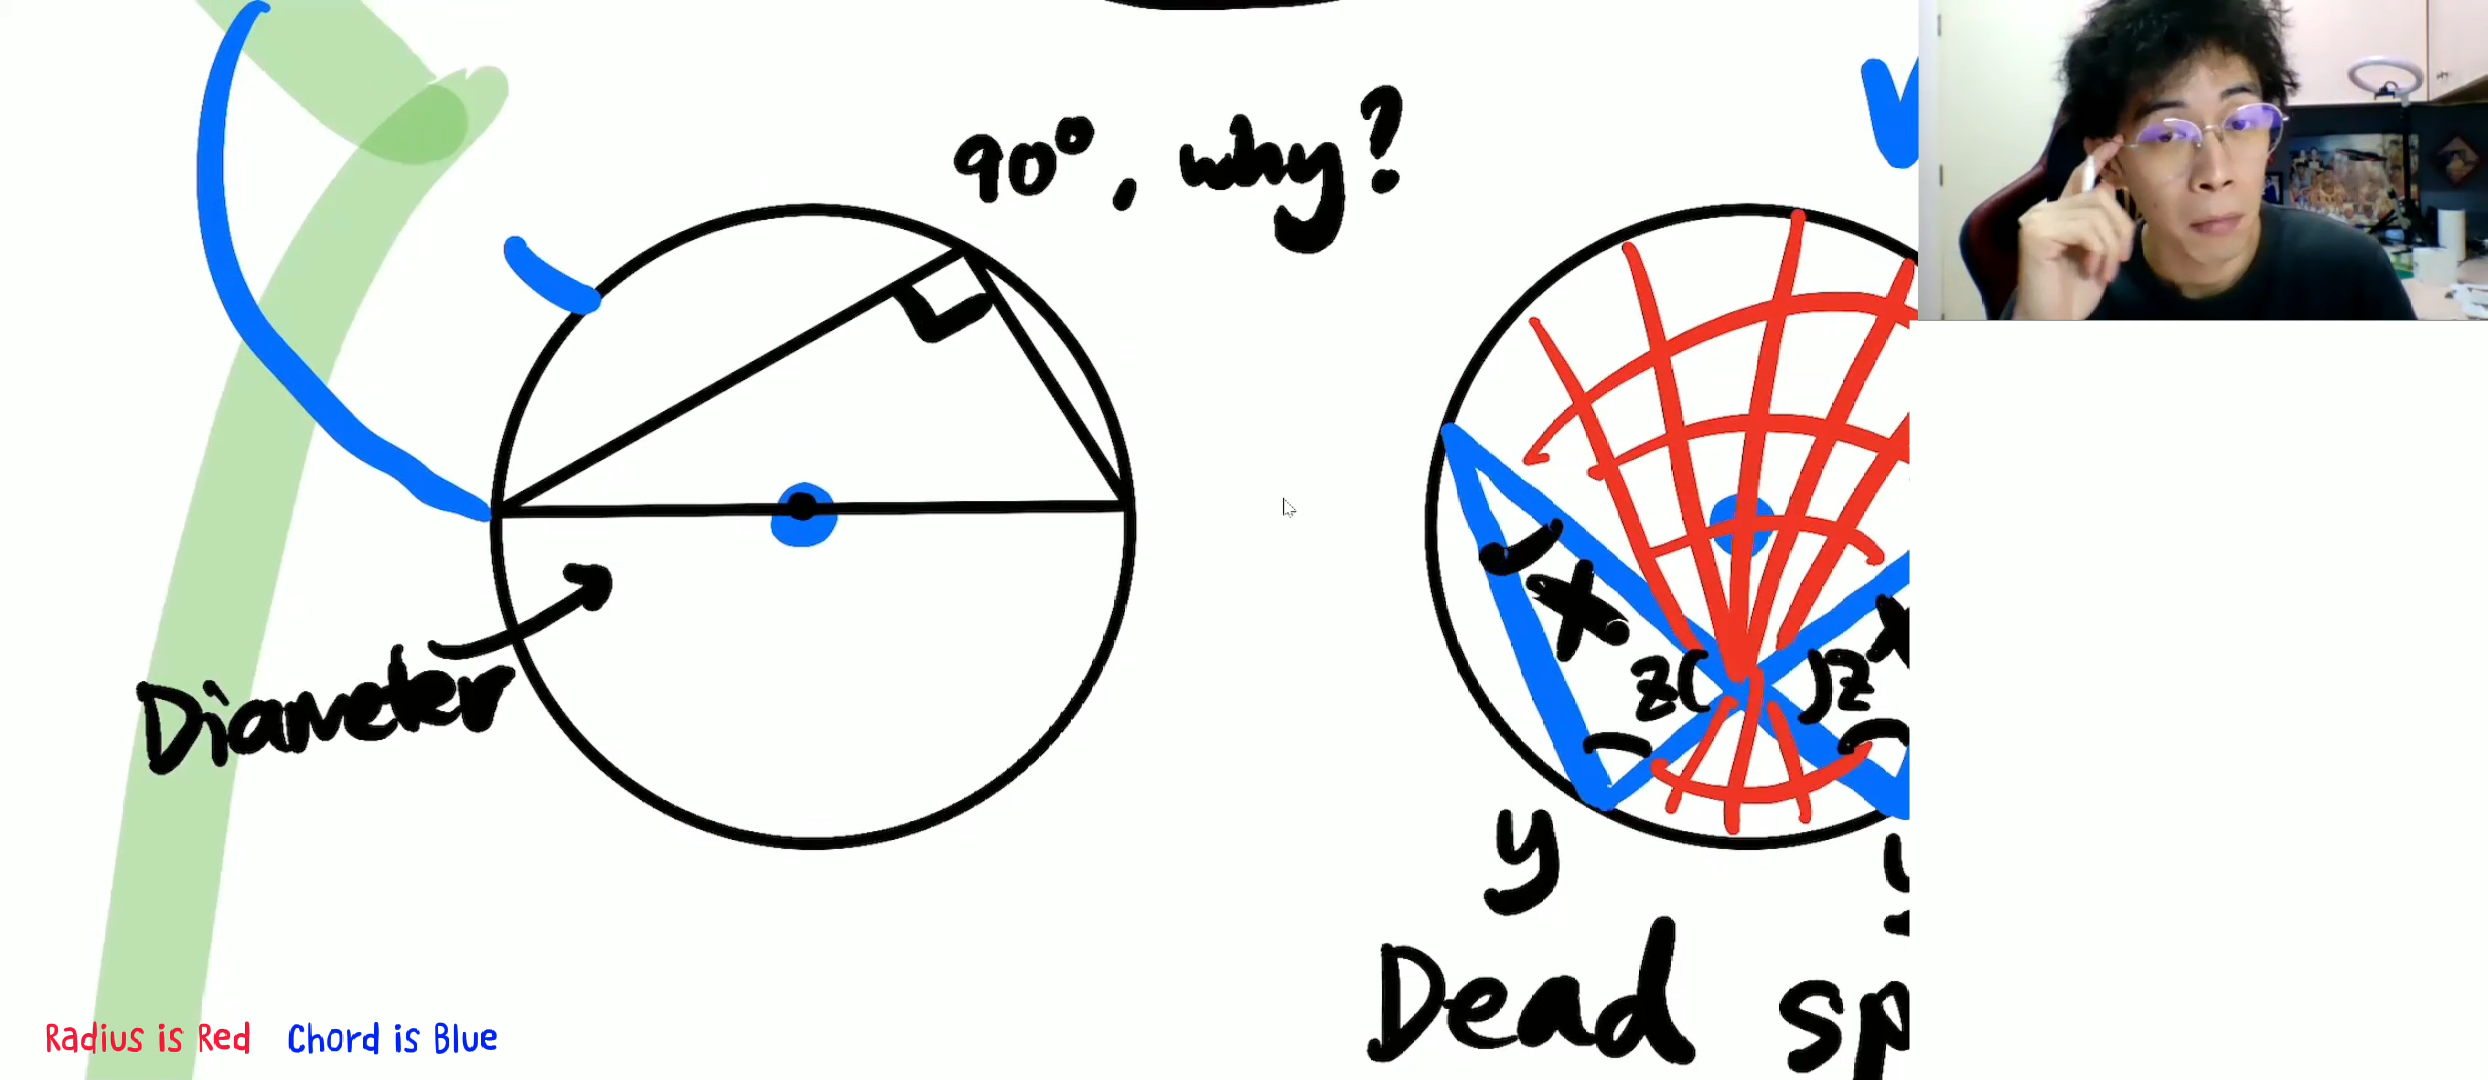 90°, why?
Diameter
x
z
z
x
y
Dead sp
Radius is Red Chord is Blue